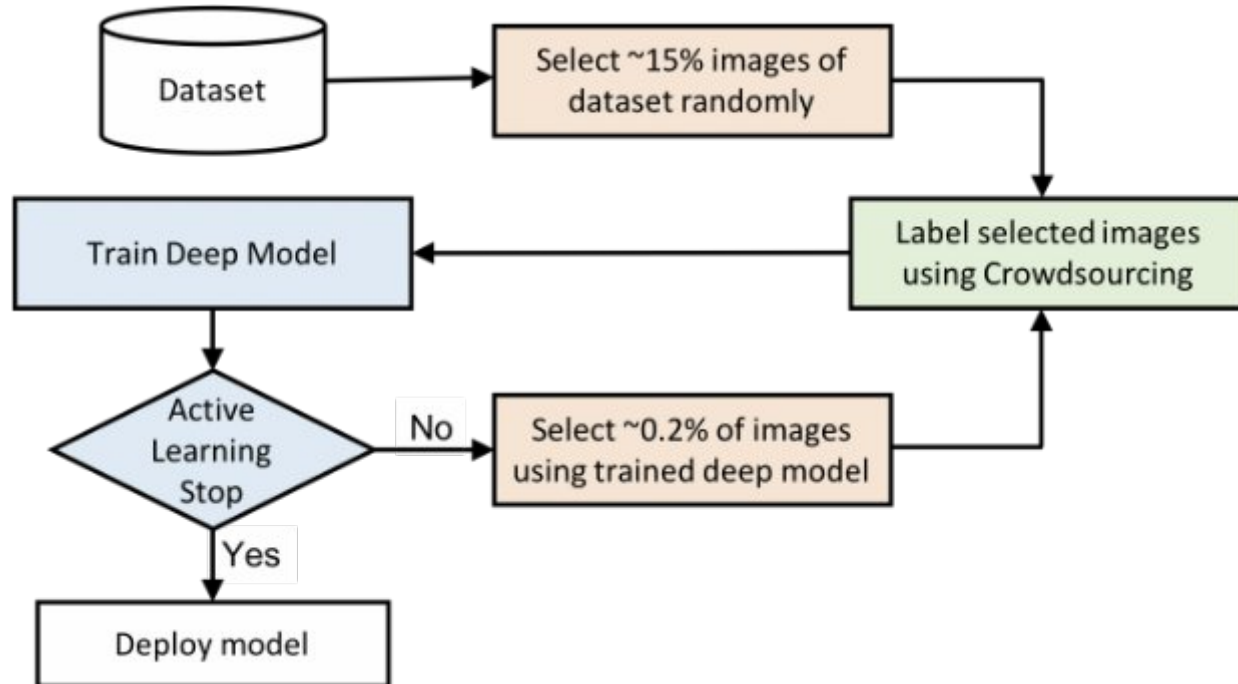 Dataset
Select ~15% images of
dataset randomly
Train Deep Model
Label selected images
using Crowdsourcing
Active
Learning
Stop
No
Select ~0.2% of images
using trained deep model
Yes
Deploy model